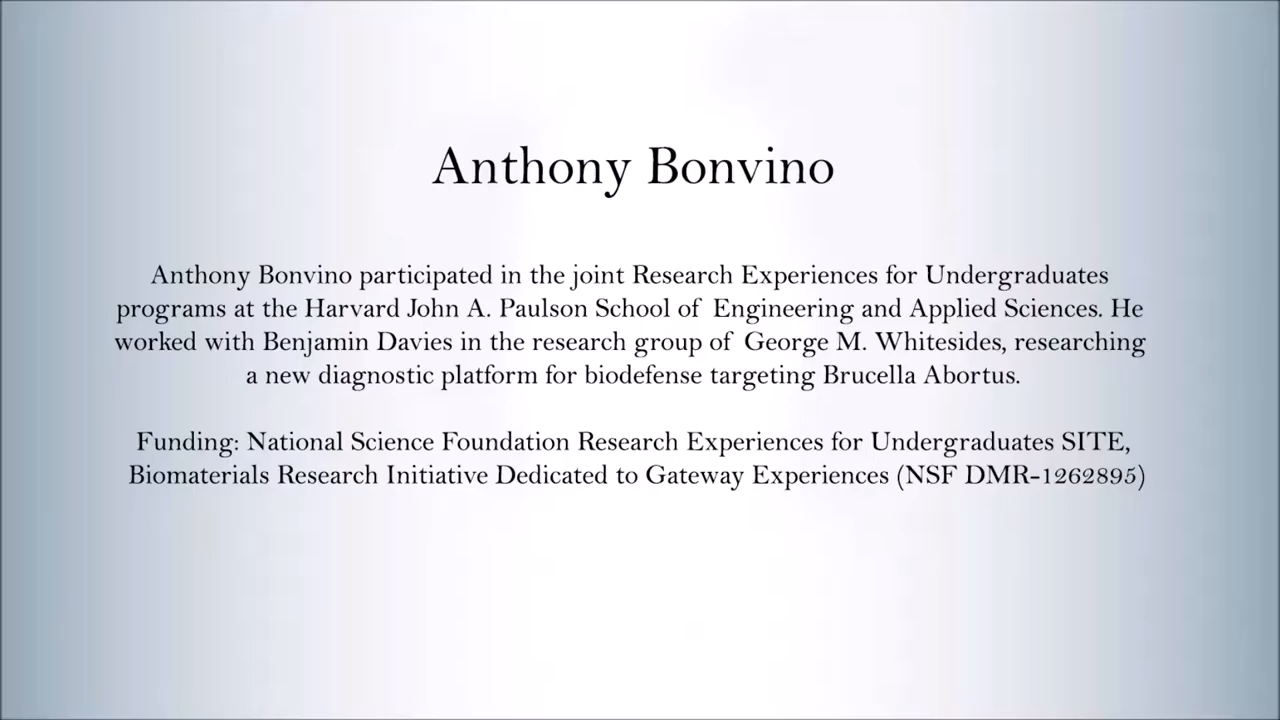 Anthony Bonvino
Anthony Bonvino participated in the joint Research Experiences for Undergraduates
programs at the Harvard John A. Paulson School of Engineering and Applied Sciences. He
worked with Benjamin Davies in the research group of George M. Whitesides, researching
a new diagnostic platform for biodefense targeting Brucella Abortus.
Funding: National Science Foundation Research Experiences for Undergraduates SITE,
Biomaterials Research Initiative Dedicated to Gateway Experiences (NSF DMR-1262895)